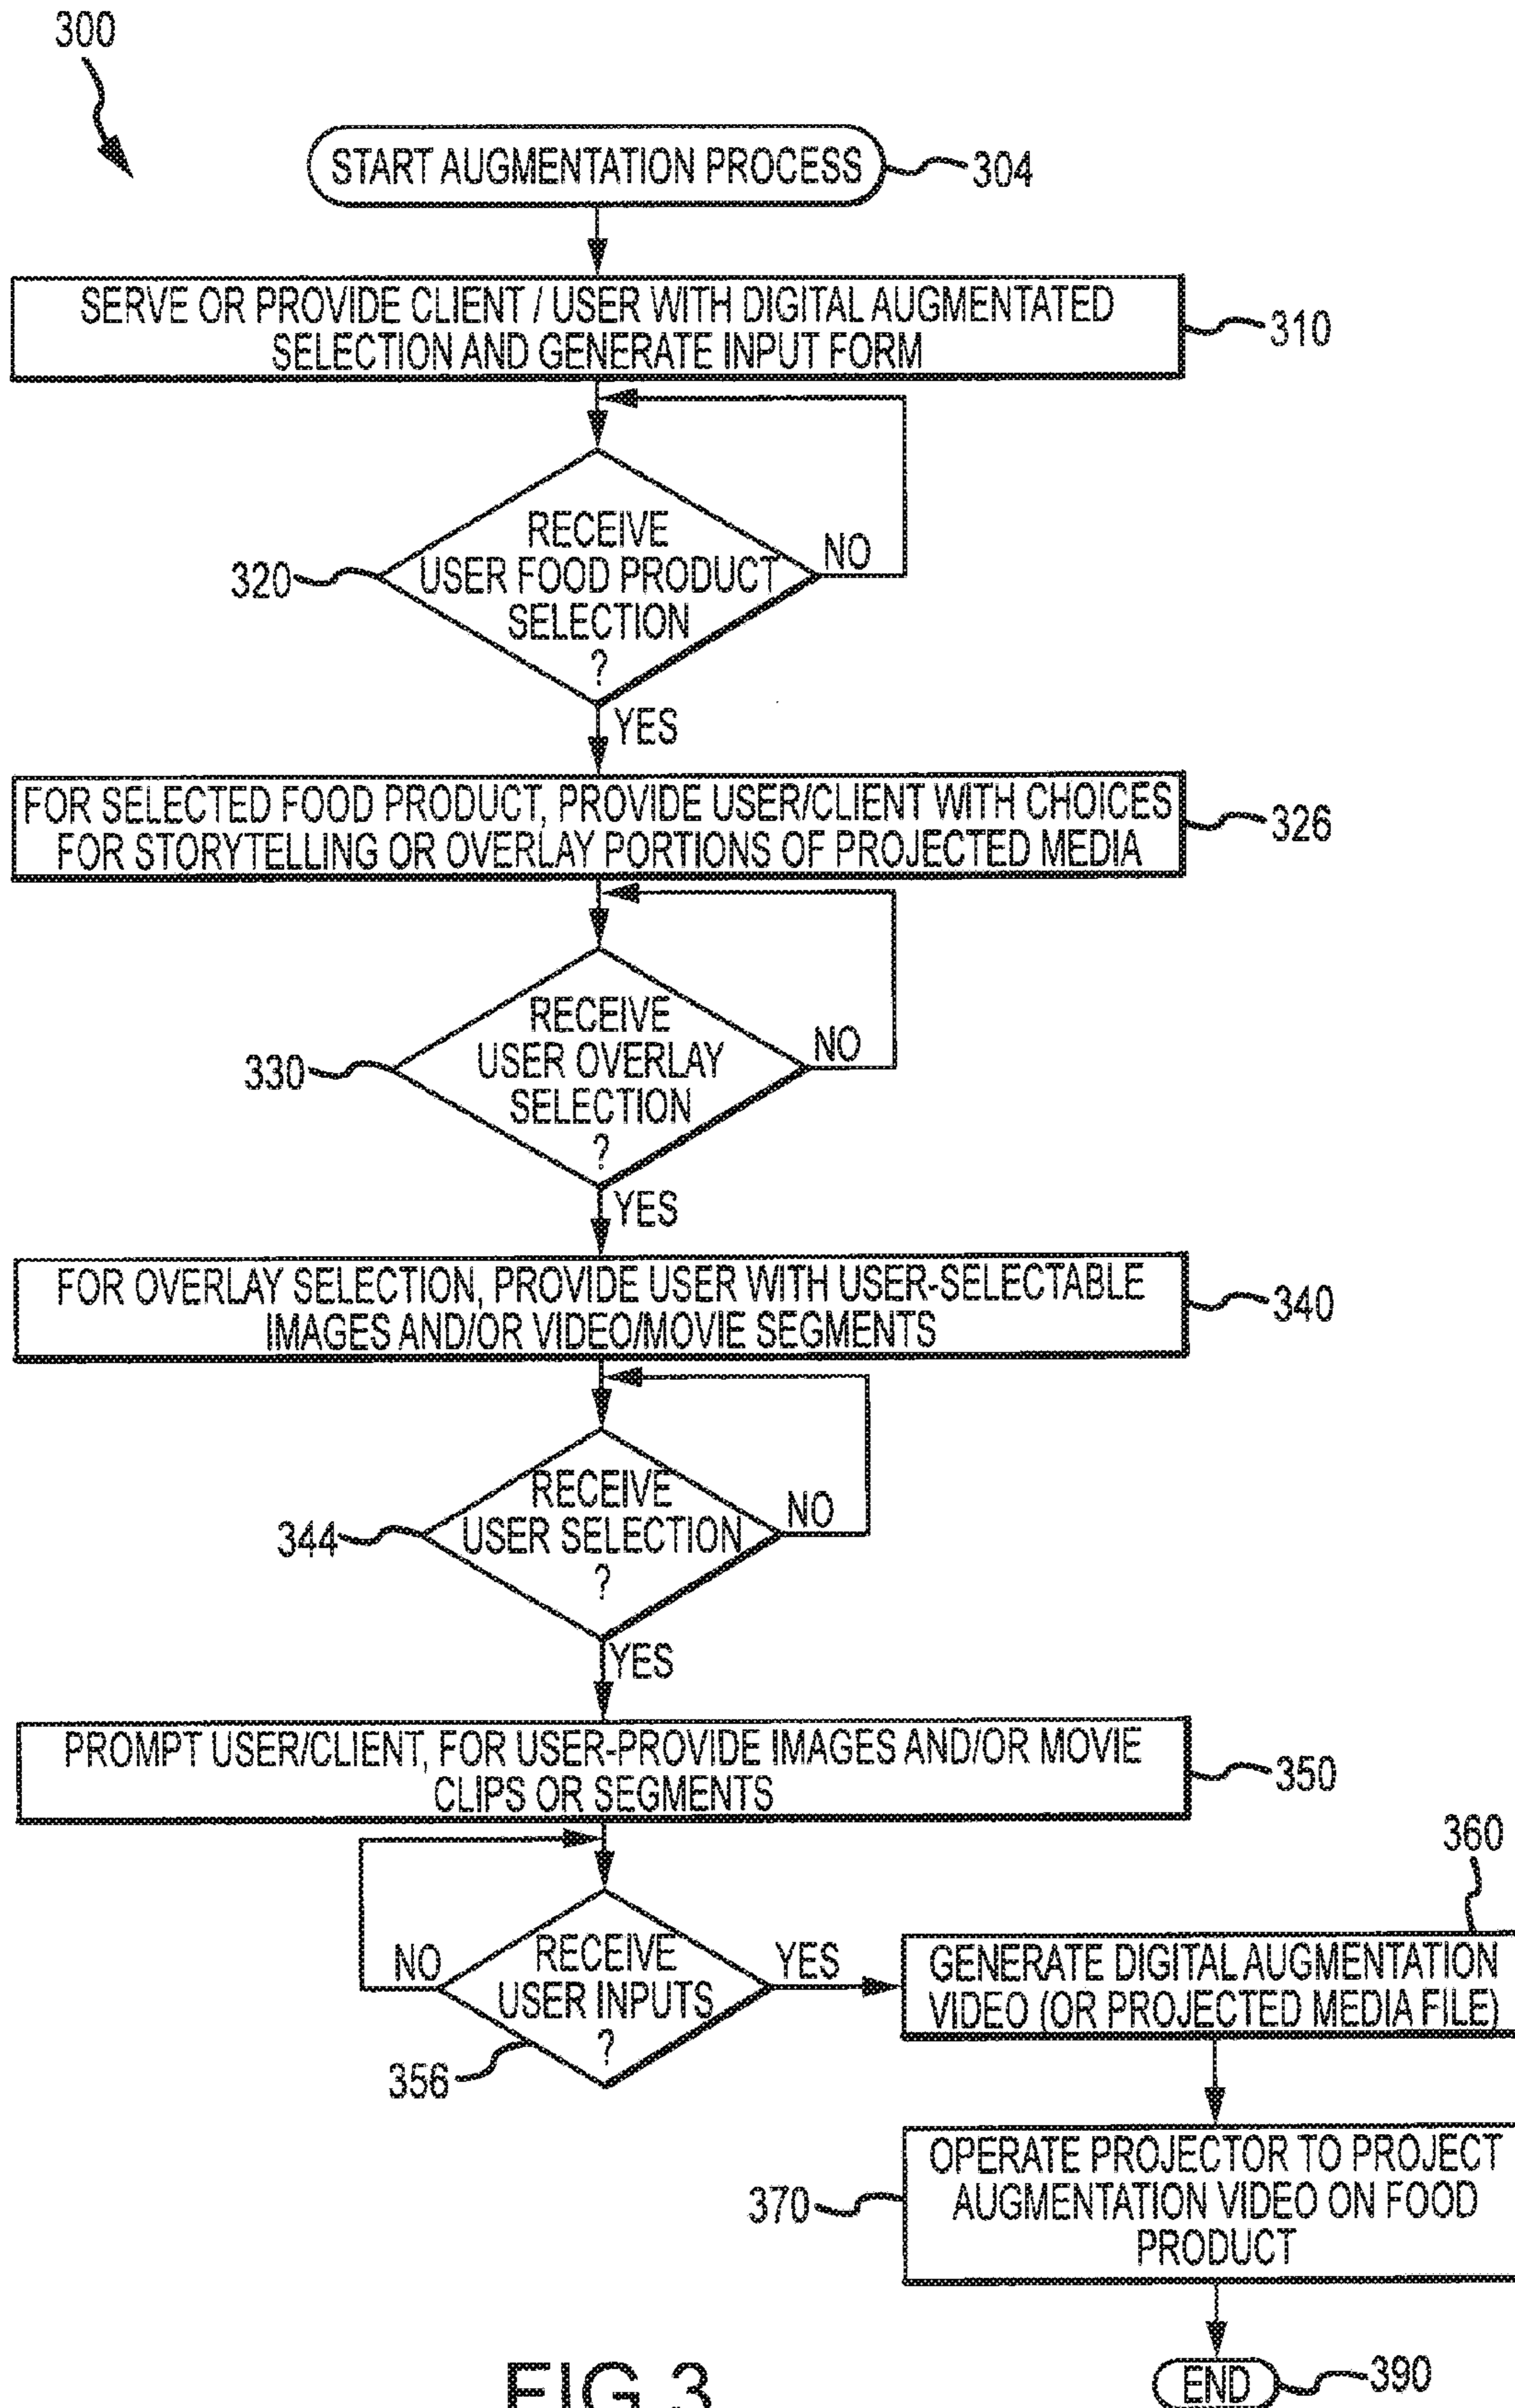 300
START AUGMENTATION PROCESS
304
SERVE OR PROVIDE CLIENT / USER WITH DIGITAL AUGMENTATED
SELECTION AND GENERATE INPUT FORM
310
RECEIVE
USER FOOD PRODUCT
SELECTION
?
320
NO
YES
FOR SELECTED FOOD PRODUCT, PROVIDE USER/CLIENT WITH CHOICES
FOR STORYTELLING OR OVERLAY PORTIONS OF PROJECTED MEDIA
326
RECEIVE
USER OVERLAY
SELECTION
?
330
NO
YES
FOR OVERLAY SELECTION, PROVIDE USER WITH USER-SELECTABLE
IMAGES AND/OR VIDEO/MOVIE SEGMENTS
340
RECEIVE
USER SELECTION
?
344
NO
YES
PROMPT USER/CLIENT, FOR USER-PROVIDE IMAGES AND/OR MOVIE
CLIPS OR SEGMENTS
350
RECEIVE
USER INPUTS
?
356
NO
YES
360
GENERATE DIGITAL AUGMENTATION
VIDEO (OR PROJECTED MEDIA FILE)
OPERATE PROJECTOR TO PROJECT
AUGMENTATION VIDEO ON FOOD
PRODUCT
370
END
390
FIG.3